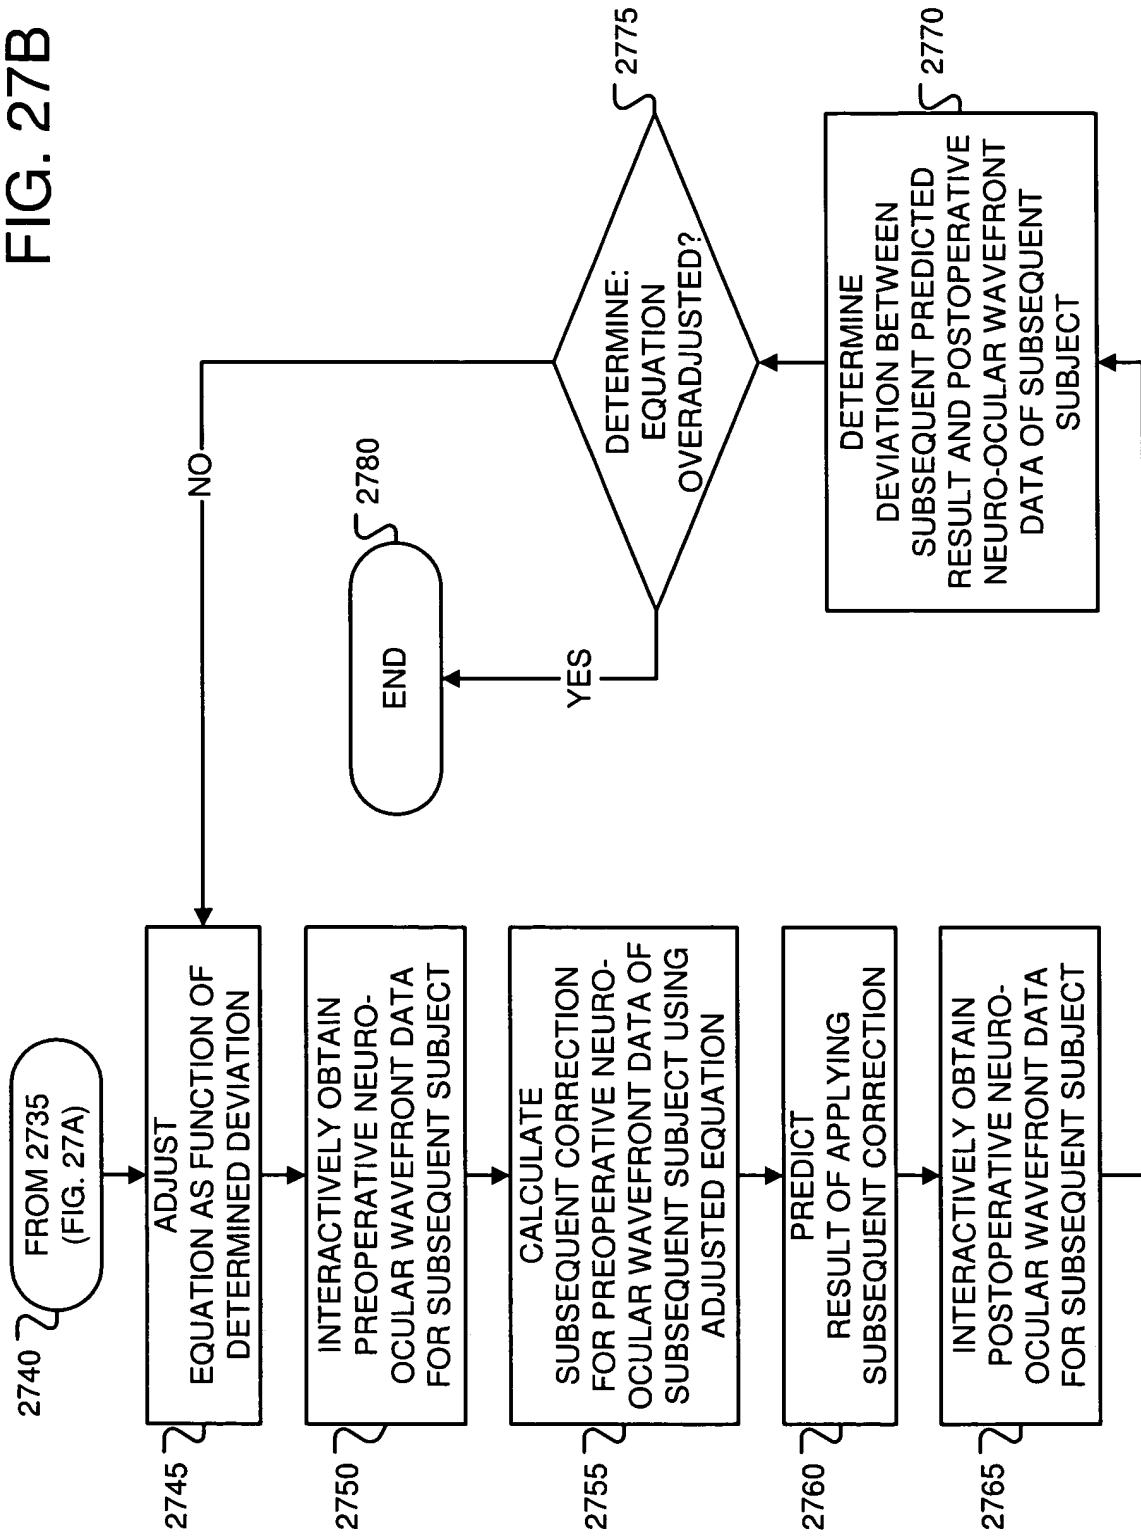 FIG. 27B
2740
FROM 2735
(FIG. 27A)
2745
ADJUST
EQUATION AS FUNCTION OF
DETERMINED DEVIATION
2750
INTERACTIVELY OBTAIN
PREOPERATIVE NEURO-
OCULAR WAVEFRONT DATA
FOR SUBSEQUENT SUBJECT
2755
CALCULATE
SUBSEQUENT CORRECTION
FOR PREOPERATIVE NEURO-
OCULAR WAVEFRONT DATA OF
SUBSEQUENT SUBJECT USING
ADJUSTED EQUATION
2760
PREDICT
RESULT OF APPLYING
SUBSEQUENT CORRECTION
2765
INTERACTIVELY OBTAIN
POSTOPERATIVE NEURO-
OCULAR WAVEFRONT DATA
FOR SUBSEQUENT SUBJECT
2770
DETERMINE
DEVIATION BETWEEN
SUBSEQUENT PREDICTED
RESULT AND POSTOPERATIVE
NEURO-OCULAR WAVEFRONT
DATA OF SUBSEQUENT
SUBJECT
2775
DETERMINE:
EQUATION
OVERADJUSTED?
NO
YES
2780
END